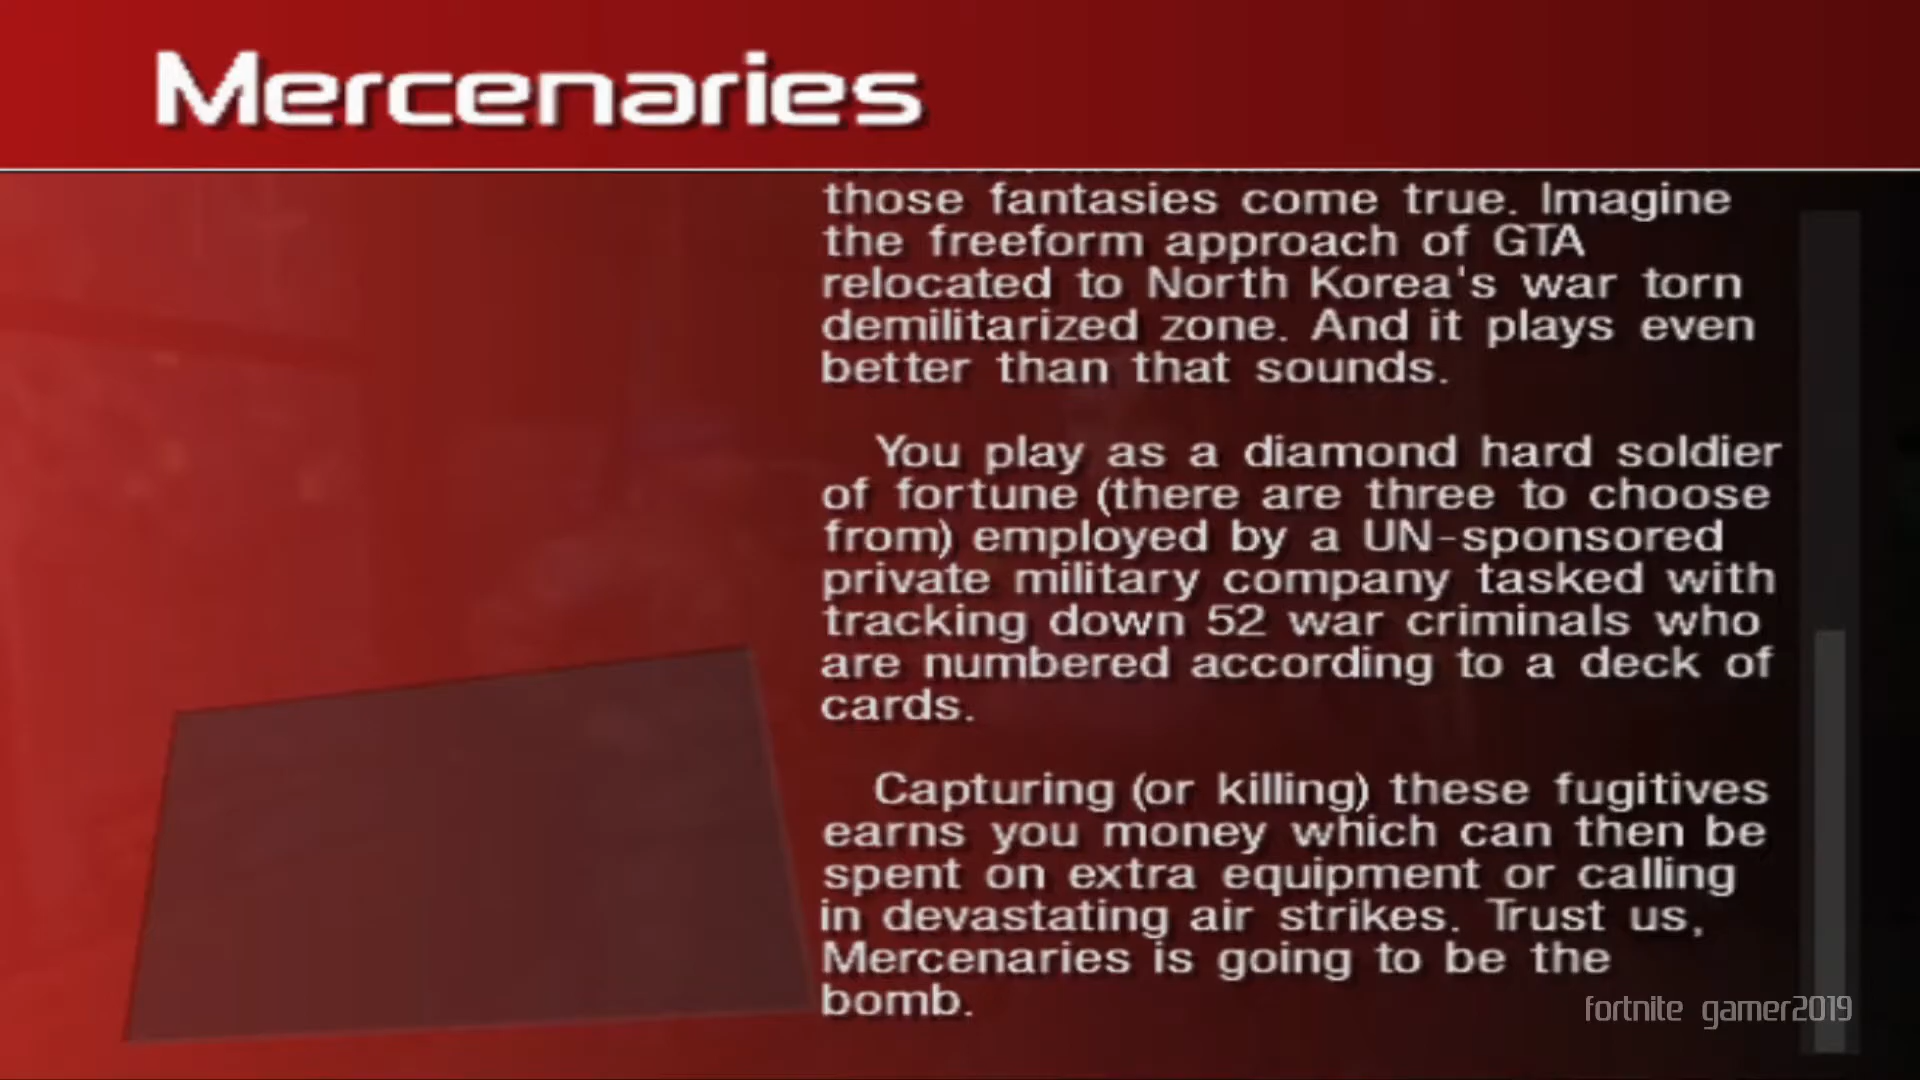 Mercenaries
those fantasies come true. Imagine
the freeform approach of GTA
relocated to North Korea's war torn
demilitarized zone. And it plays even
better than that sounds.
You play as a diamond hard soldier
of fortune (there are three to choose
from) employed by a UN-sponsored
private military company tasked with
tracking down 52 war criminals who
are numbered according to a deck of
cards.
Capturing (or killing) these fugitives
earns you money which can then be
spent on extra equipment or calling
in devastating air strikes. Trust us,
Mercenaries is going to be the
bomb.
fortnite gamer2019